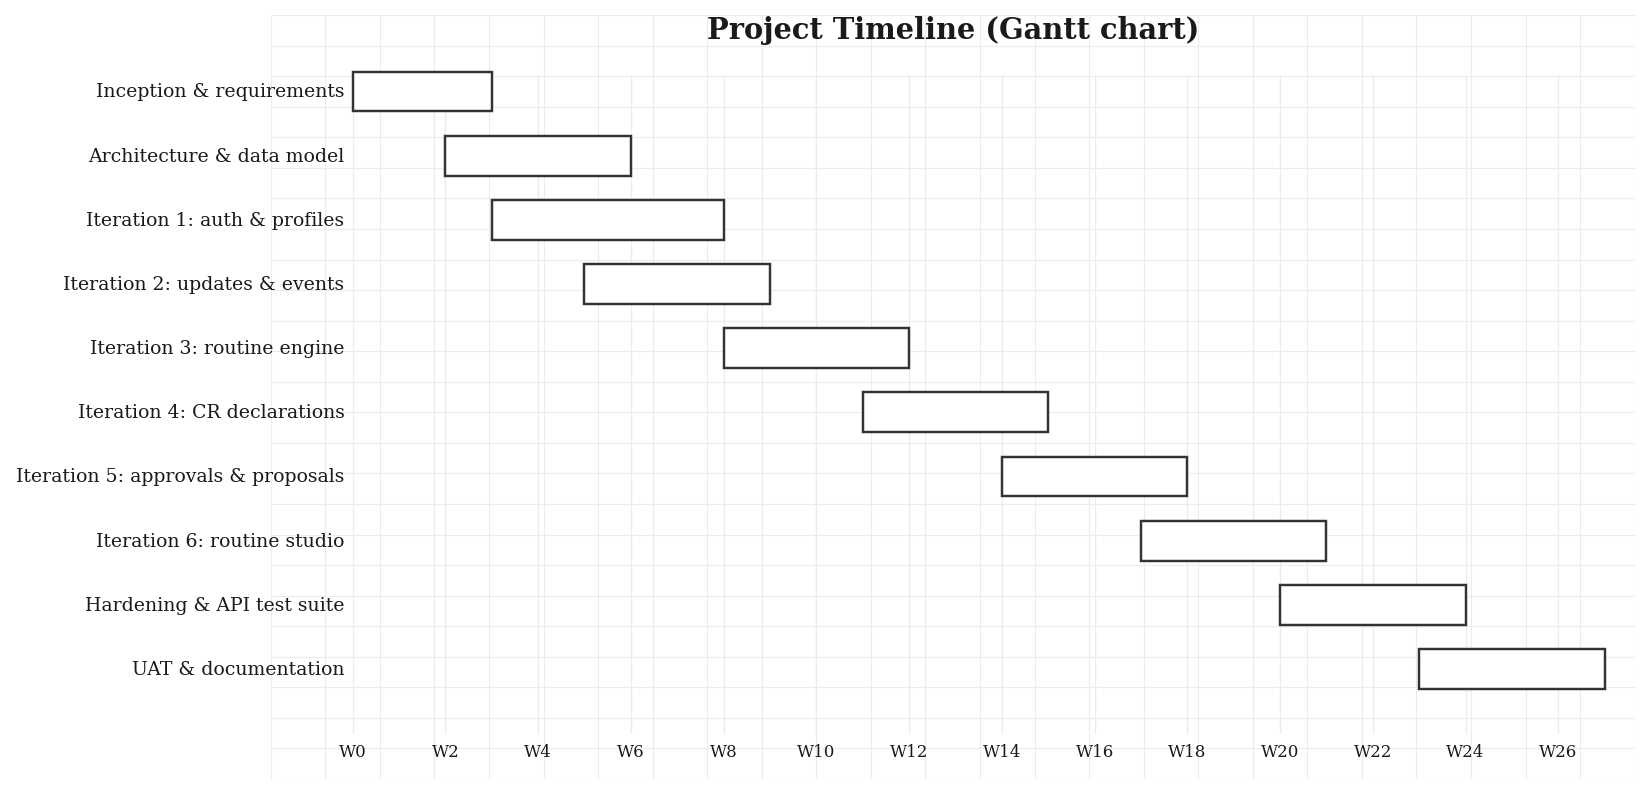 Project Timeline (Gantt chart)
Inception & requirements
Architecture & data model
Iteration 1: auth & profiles
Iteration 2: updates & events
Iteration 3: routine engine
Iteration 4: CR declarations
Iteration 5: approvals & proposals
Iteration 6: routine studio
Hardening & API test suite
UAT & documentation
W0 W2 W4 W6 W8 W10 W12 W14 W16 W18 W20 W22 W24 W26